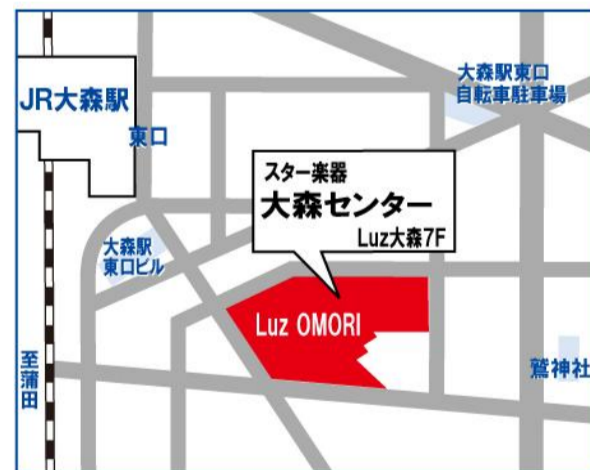 JR大森駅
東口
大森駅東口
自転車駐車場
スター楽器
大森センター
Luz大森7F
大森駅
東口ビル
Luz OMORI
至蒲田
鷲神社